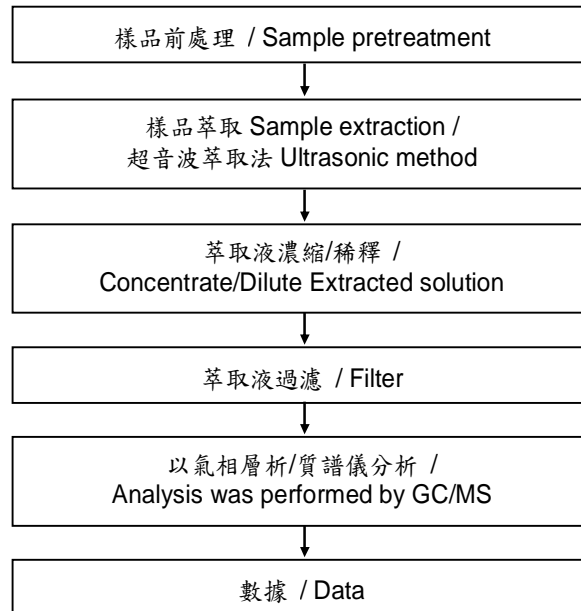 樣品前處理 / Sample pretreatment
樣品萃取 Sample extraction /
超音波萃取法 Ultrasonic method
萃取液濃縮/稀釋 /
Concentrate/Dilute Extracted solution
萃取液過濾 / Filter
以氣相層析/質譜儀分析 /
Analysis was performed by GC/MS
數據 / Data